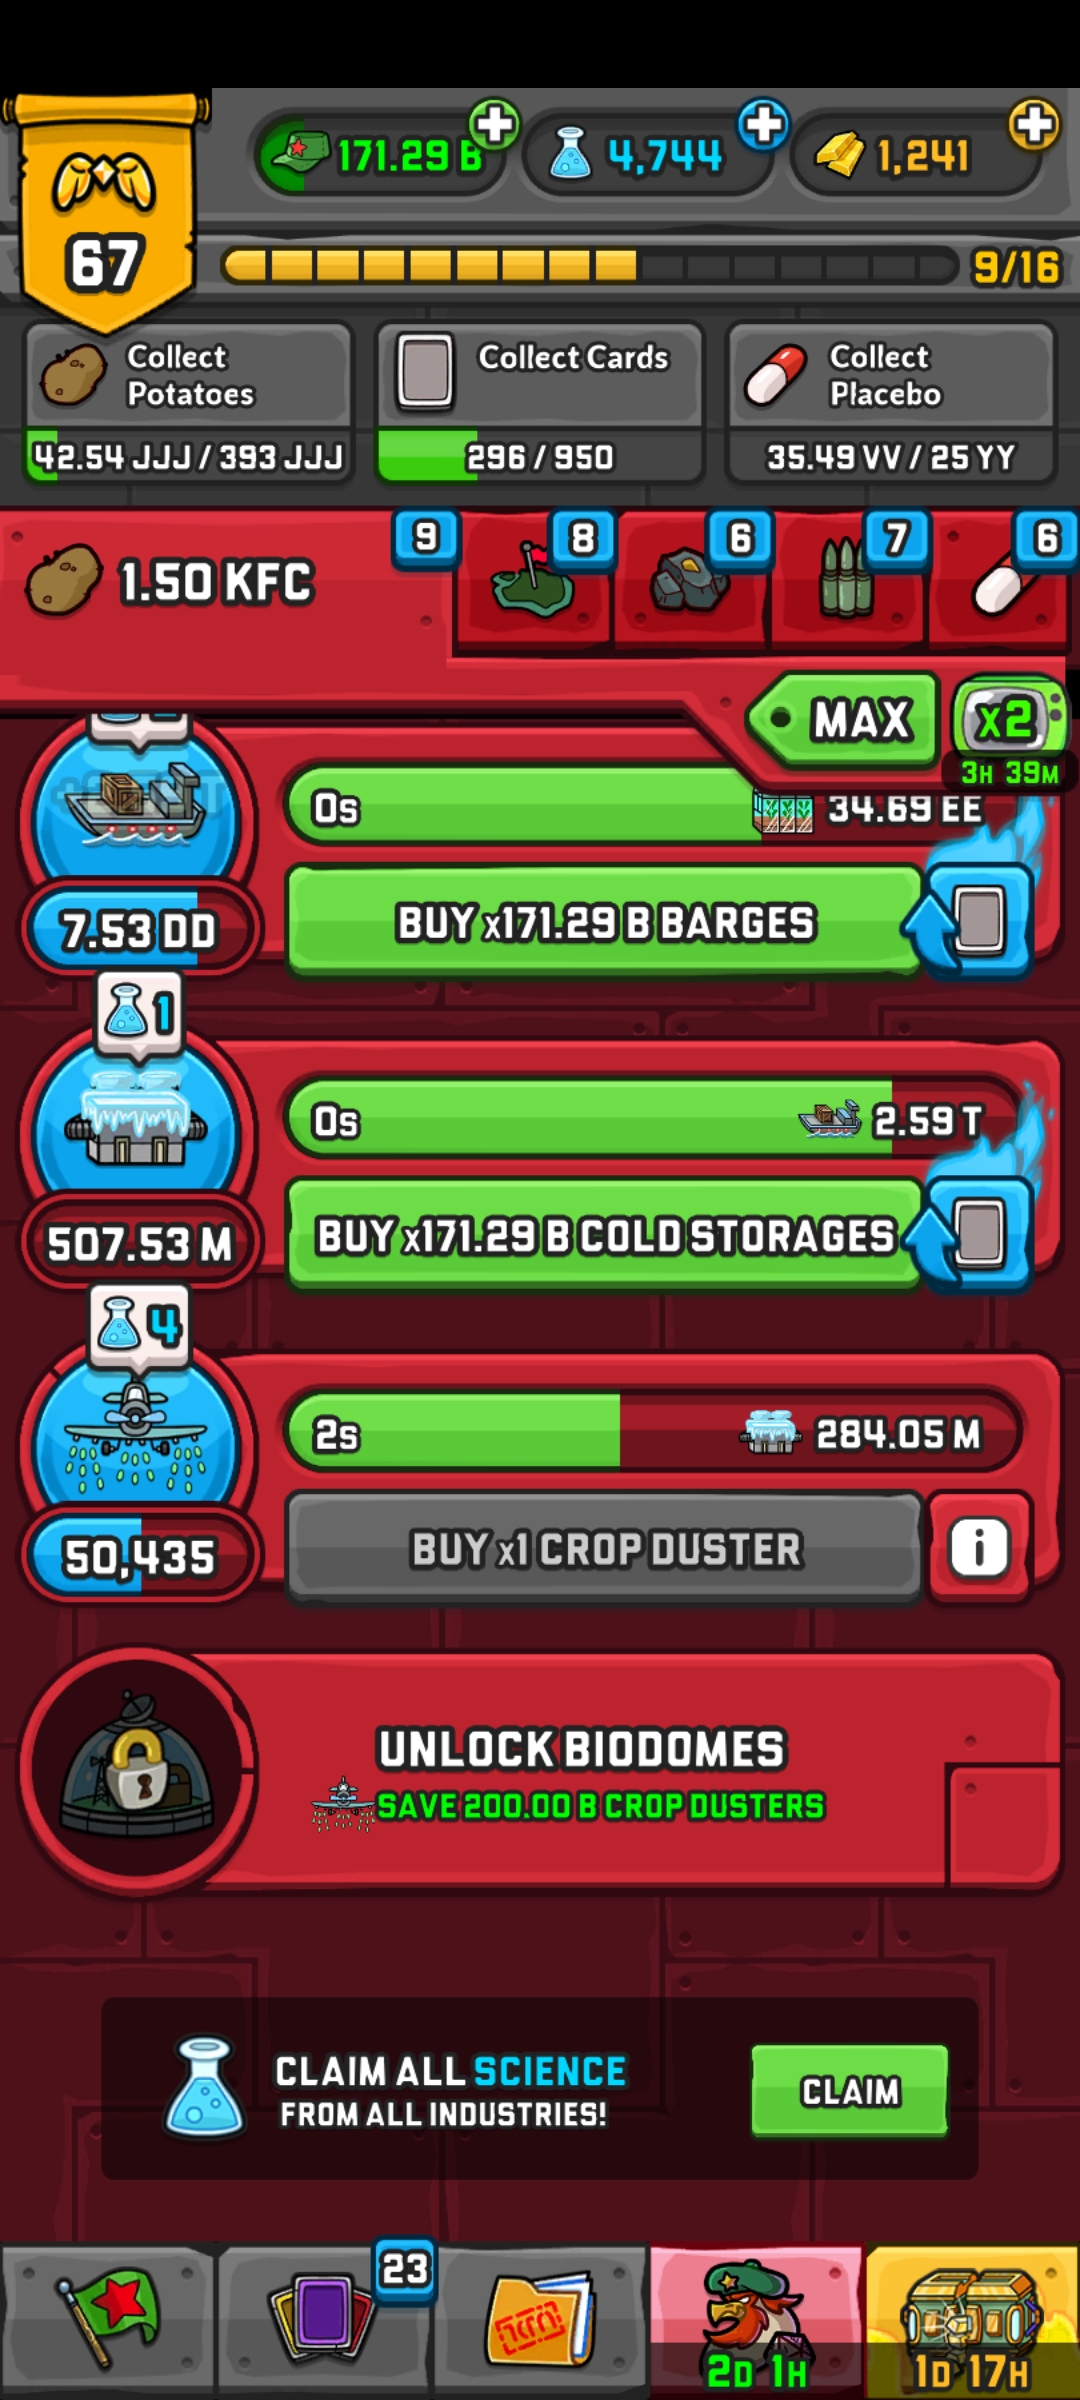 171.29 B
4,744
1,241
67
9/16
Collect Potatoes
42.54 JJJ / 393 JJJ
Collect Cards
296 / 950
Collect Placebo
35.49 VV / 25 YY
1.50 KFC
9
8
6
7
6
MAX
x2
3H 39M
0s
34.69 EE
7.53 DD
BUY x171.29 B BARGES
1
0s
2.59 T
507.53 M
BUY x171.29 B COLD STORAGES
4
2s
284.05 M
50,435
BUY x1 CROP DUSTER
i
UNLOCK BIODOMES
SAVE 200.00 B CROP DUSTERS
CLAIM ALL SCIENCE
FROM ALL INDUSTRIES!
CLAIM
23
2D 1H
1D 17H